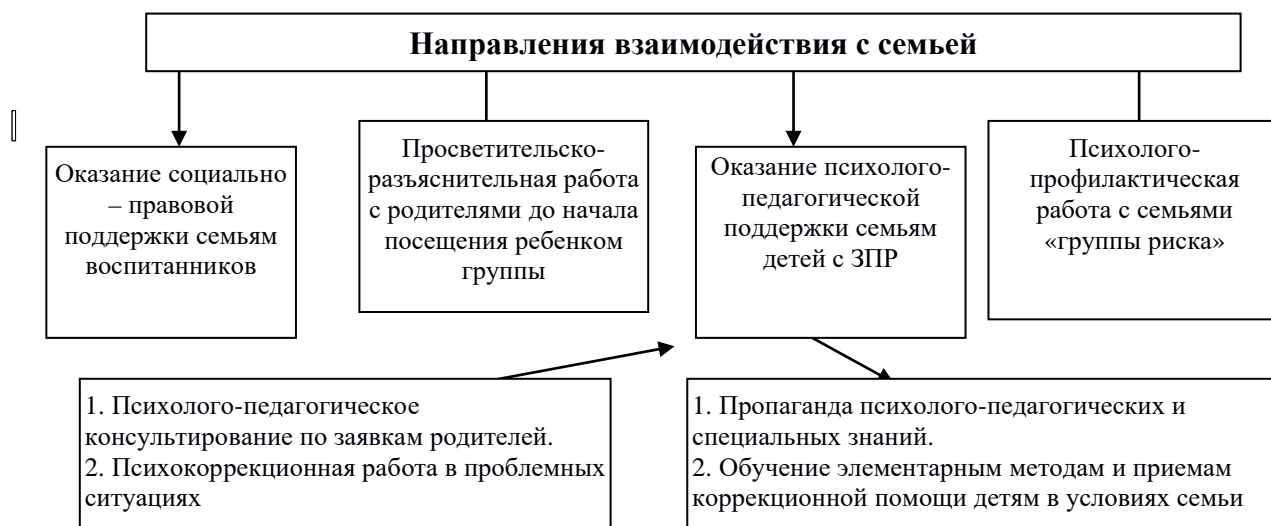 Направления взаимодействия с семьей
Оказание социально
– правовой
поддержки семьям
воспитанников
Просветительско-
разъяснительная работа
с родителями до начала
посещения ребенком
группы
Оказание психолого-
педагогической
поддержки семьям
детей с ЗПР
Психолого-
профилактическая
работа с семьями
«группы риска»
1. Психолого-педагогическое
консультирование по заявкам родителей.
2. Психокоррекционная работа в проблемных
ситуациях
1. Пропаганда психолого-педагогических и
специальных знаний.
2. Обучение элементарным методам и приемам
коррекционной помощи детям в условиях семьи